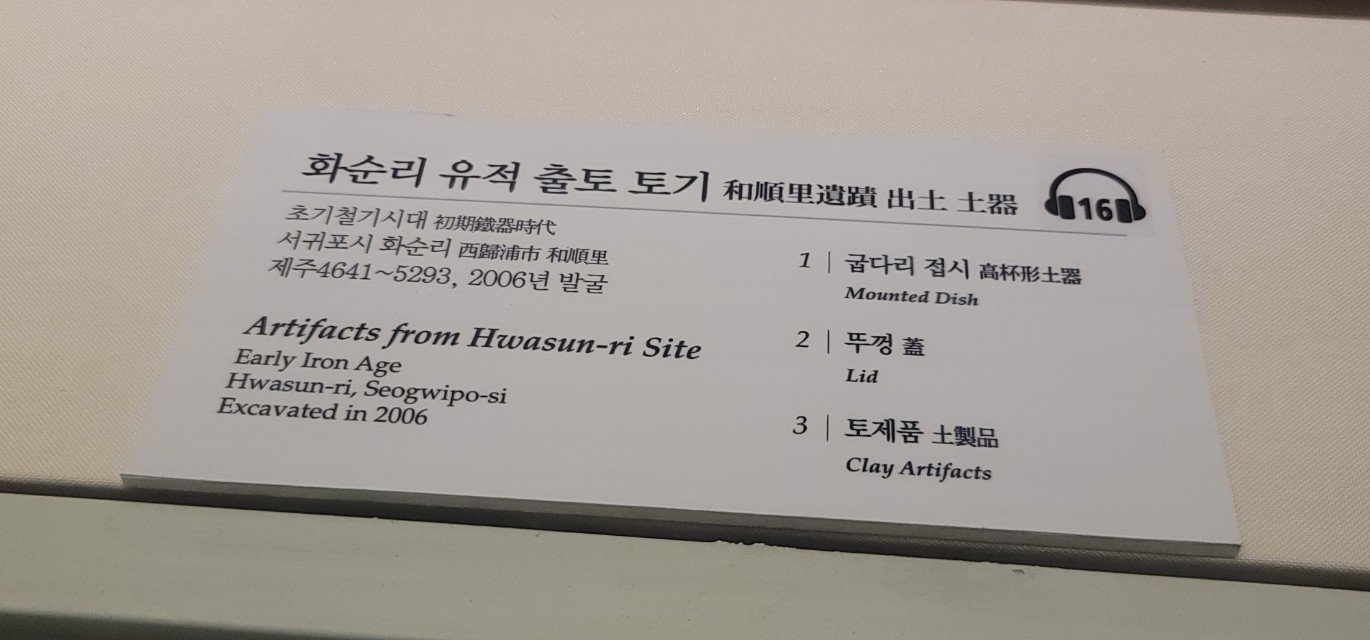 화순리 유적 출토 토기 和順里遺蹟 出土 土器
16
초기철기시대 初期鐵器時代
서귀포시 화순리 西歸浦市 和順里
제주4641~5293, 2006년 발굴
Artifacts from Hwasun-ri Site
Early Iron Age
Hwasun-ri, Seogwipo-si
Excavated in 2006
1 | 굽다리 접시 高杯形土器
Mounted Dish
2 | 뚜껑 蓋
Lid
3 | 토제품 土製品
Clay Artifacts